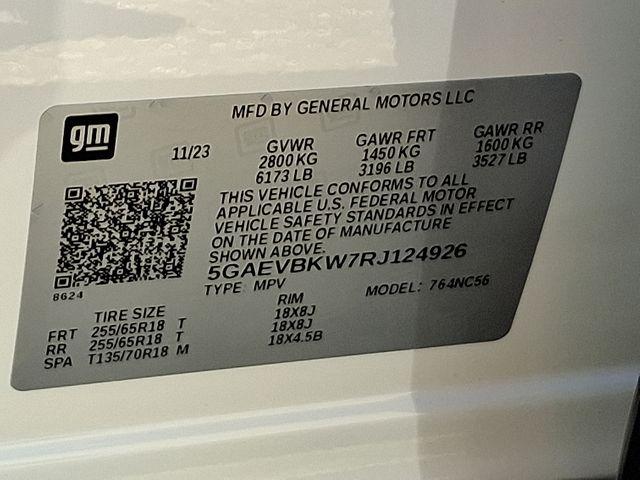 gm
MFD BY GENERAL MOTORS LLC
11/23
GVWR
2800 KG
6173 LB
GAWR FRT
1450 KG
3196 LB
GAWR RR
1600 KG
3527 LB
THIS VEHICLE CONFORMS TO ALL
APPLICABLE U.S. FEDERAL MOTOR
VEHICLE SAFETY STANDARDS IN EFFECT
ON THE DATE OF MANUFACTURE
SHOWN ABOVE.
5GAEVBKW7RJ124926
8624
TYPE: MPV
MODEL: 764NC56
TIRE SIZE RIM
FRT 255/65R18 T 18X8J
RR 255/65R18 T 18X8J
SPA T135/70R18 M 18X4.5B